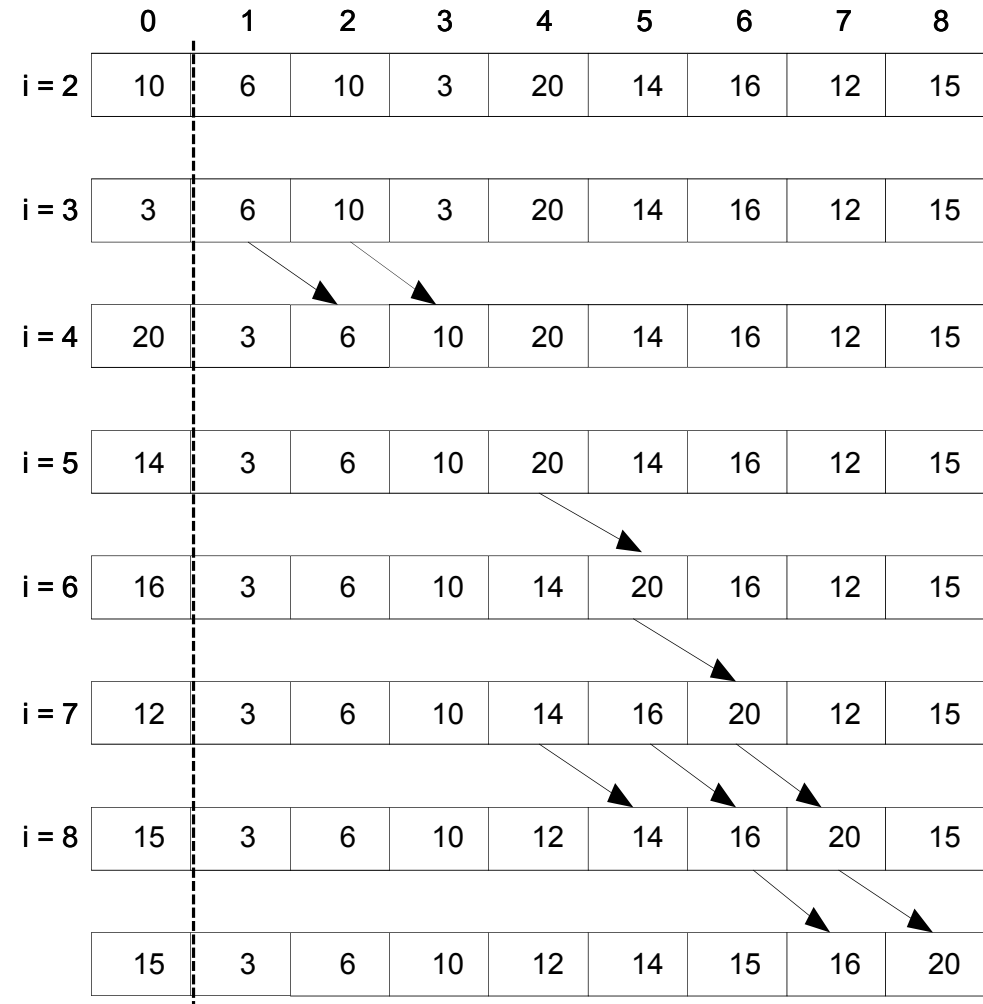 0 1 2 3 4 5 6 7 8
i = 2 10 6 10 3 20 14 16 12 15
i = 3 3 6 10 3 20 14 16 12 15
i = 4 20 3 6 10 20 14 16 12 15
i = 5 14 3 6 10 20 14 16 12 15
i = 6 16 3 6 10 14 20 16 12 15
i = 7 12 3 6 10 14 16 20 12 15
i = 8 15 3 6 10 12 14 16 20 15
15 3 6 10 12 14 15 16 20